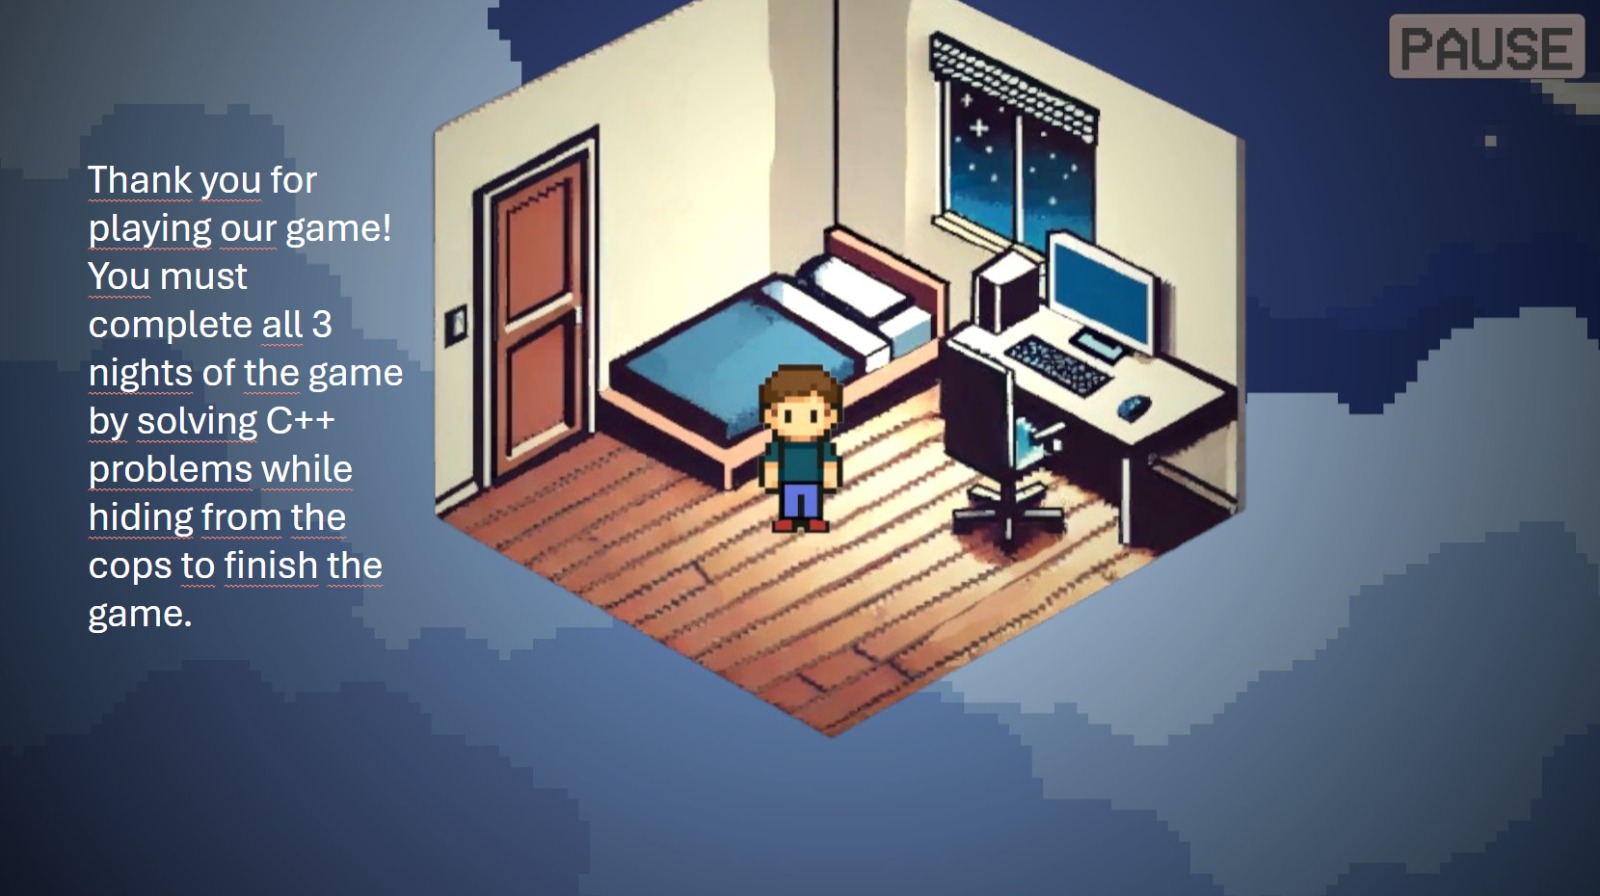 PAUSE
Thank you for
playing our game!
You must
complete all 3
nights of the game
by solving C++
problems while
hiding from the
cops to finish the
game.